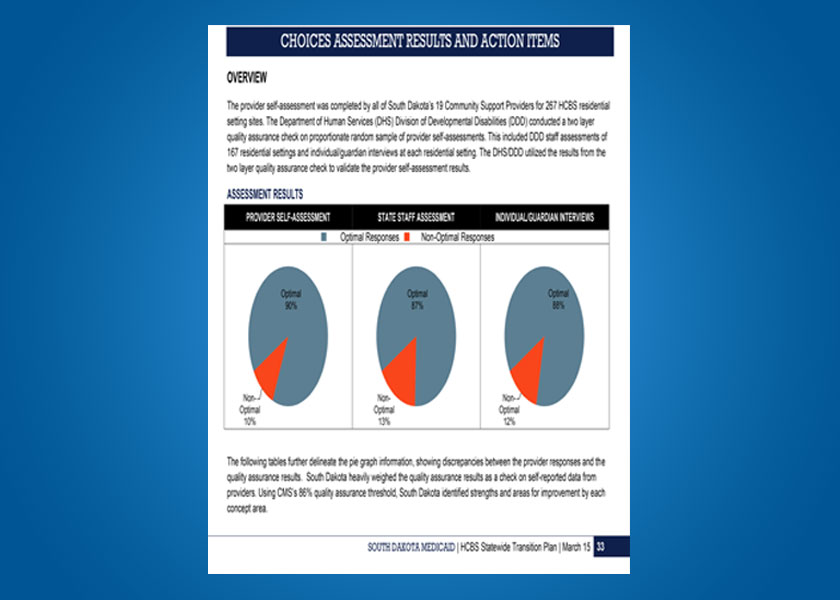 CHOICES ASSESSMENT RESULTS AND ACTION ITEMS
OVERVIEW
The provider self-assessment was completed by all of South Dakota's 19 Community Support Providers for 267 HCBS residential
setting sites. The Department of Human Services (DHS) Division of Developmental Disabilities (DDD) conducted a two layer
quality assurance check on proportionate random sample of provider self-assessments. This included DDD staff assessments of
167 residential settings and individual/guardian interviews at each residential setting. The DHS/DDD utilized the results from the
two layer quality assurance check to validate the provider self-assessment results.
ASSESSMENT RESULTS
PROVIDER SELF-ASSESSMENT STATE STAFF ASSESSMENT INDIVIDUAL/GUARDIAN INTERVIEWS
Optimal Responses Non-Optimal Responses
Optimal
90%
Non-
Optimal
10%
Optimal
87%
Non-
Optimal
13%
Optimal
88%
Non-
Optimal
12%
The following tables further delineate the pie graph information, showing discrepancies between the provider responses and the
quality assurance results. South Dakota heavily weighed the quality assurance results as a check on self-reported data from
providers. Using CMS's 86% quality assurance threshold, South Dakota identified strengths and areas for improvement by each
concept area.
SOUTH DAKOTA MEDICAID | HCBS Statewide Transition Plan | March 15 33